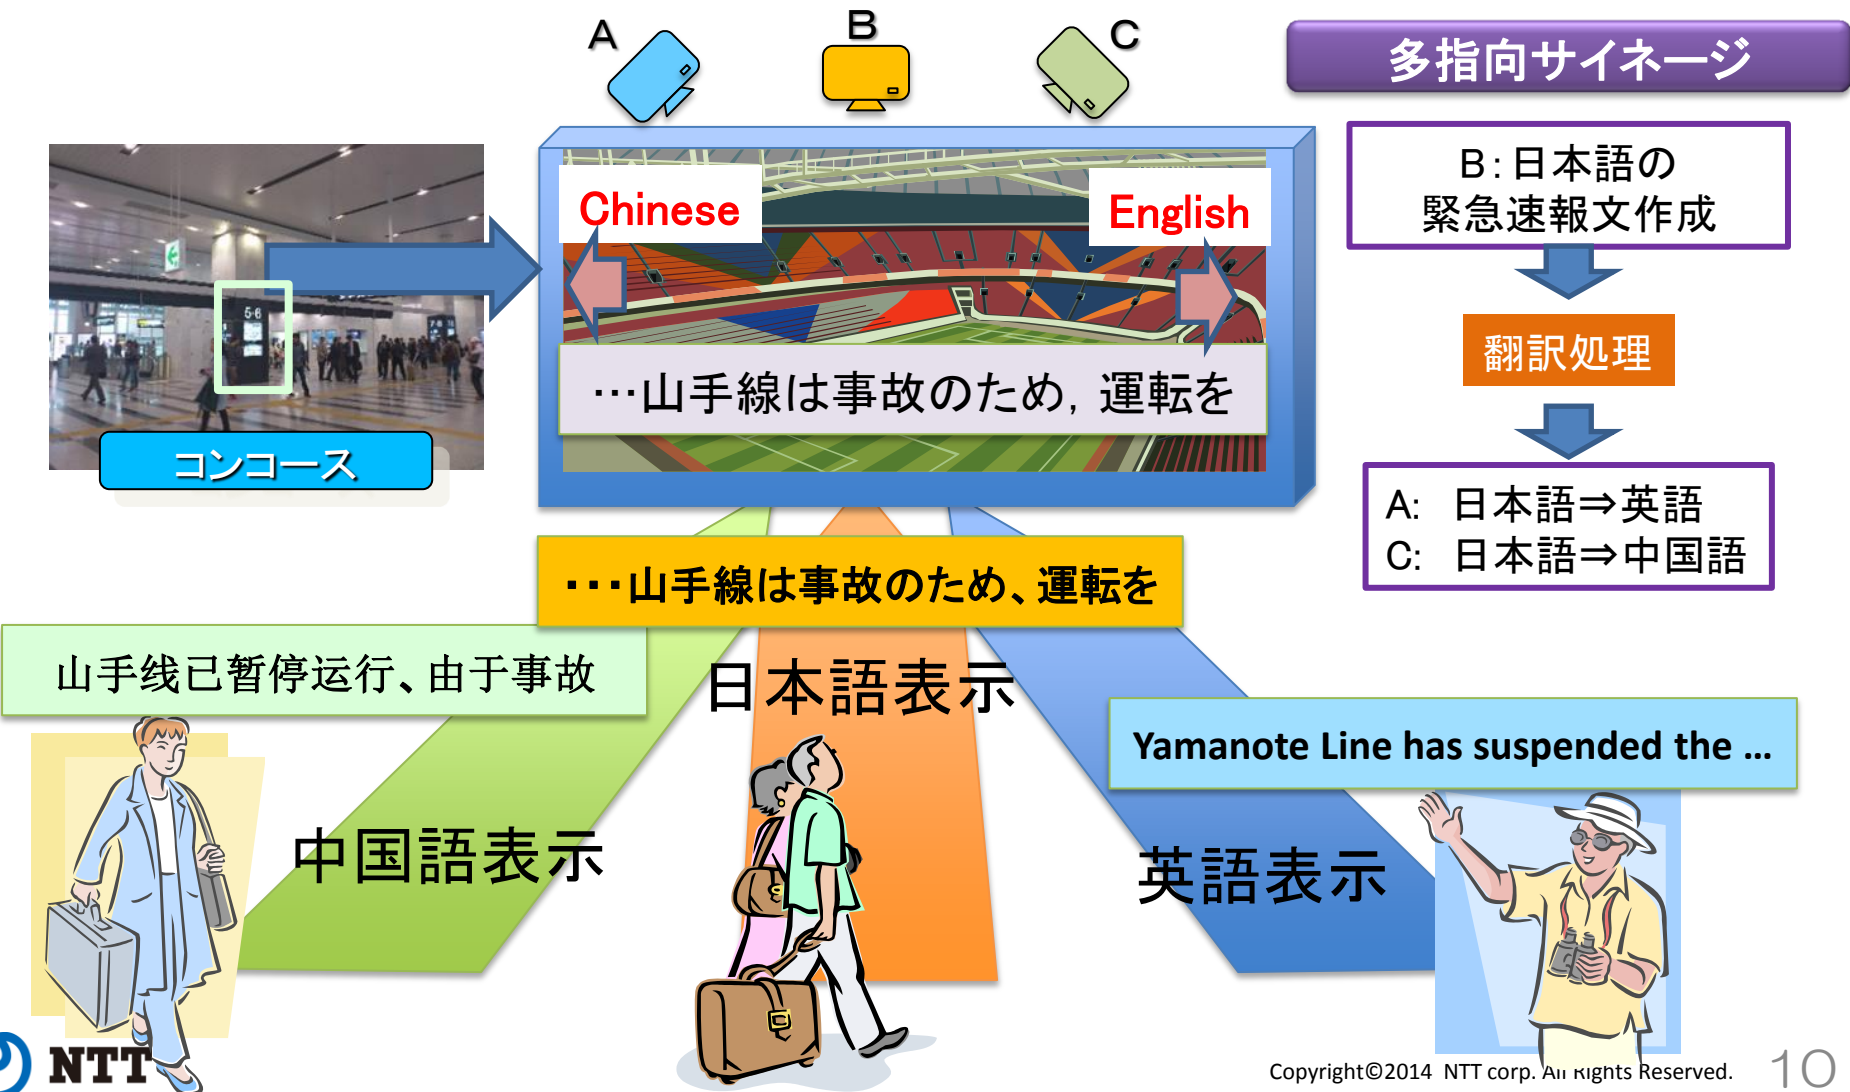 A
B
C
多指向サイネージ
B：日本語の
緊急速報文作成
翻訳処理
A:　日本語⇒英語
C:　日本語⇒中国語
5·6
コンコース
Chinese
English
…山手線は事故のため，運転を
・・・山手線は事故のため、運転を
山手线已暂停运行、由于事故
日本語表示
Yamanote Line has suspended the ...
中国語表示
英語表示
NTT
Copyright©2014 NTT corp. All Rights Reserved.
10